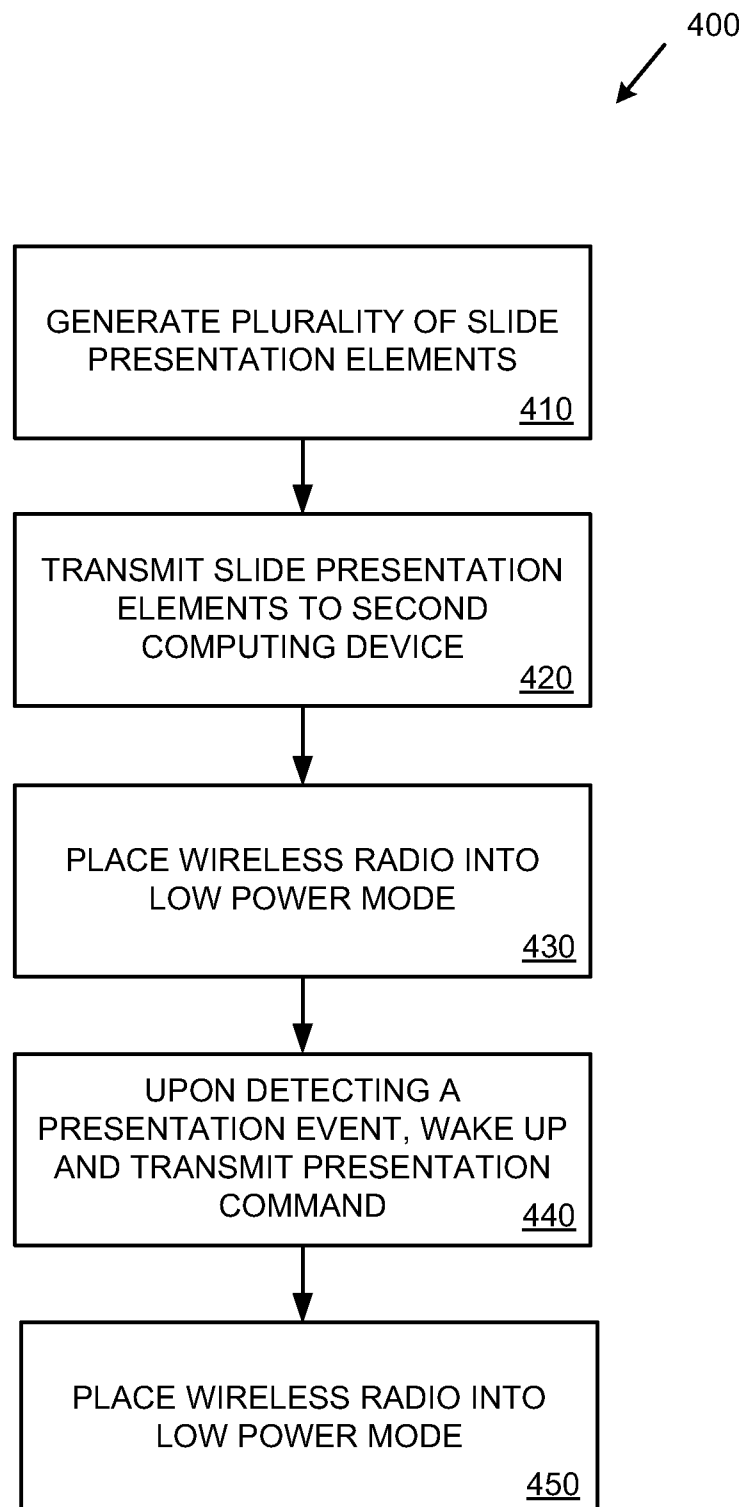 400
GENERATE PLURALITY OF SLIDE
PRESENTATION ELEMENTS
410
TRANSMIT SLIDE PRESENTATION
ELEMENTS TO SECOND
COMPUTING DEVICE
420
PLACE WIRELESS RADIO INTO
LOW POWER MODE
430
UPON DETECTING A
PRESENTATION EVENT, WAKE UP
AND TRANSMIT PRESENTATION
COMMAND
440
PLACE WIRELESS RADIO INTO
LOW POWER MODE
450